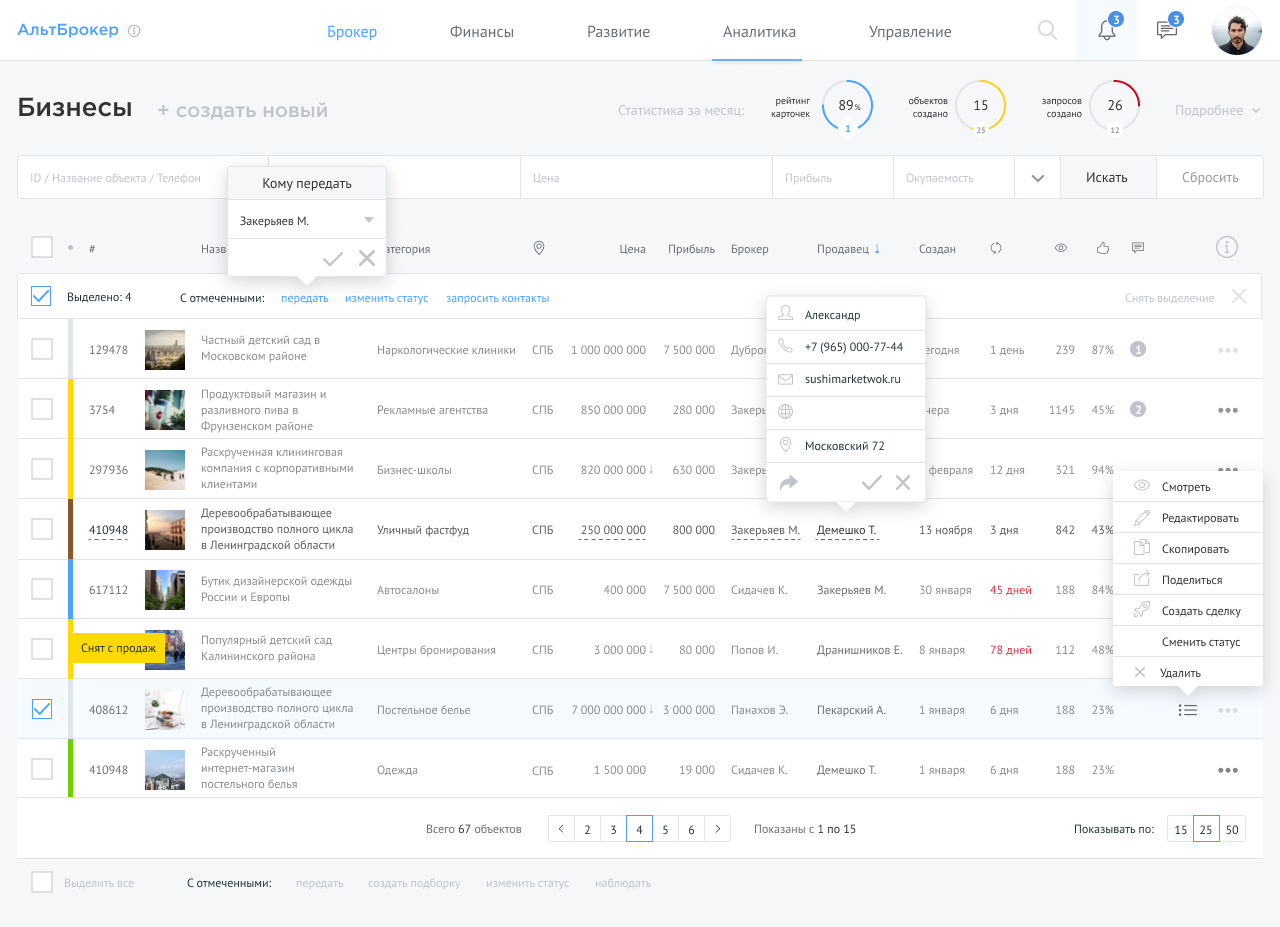 АльтБрокер
Брокер
Финансы
Развитие
Аналитика
Управление
3
3
Бизнесы
+ создать новый
Статистика за месяц:
рейтинг
карточек
89%
1
объектов
создано
15
25
запросов
создано
26
12
Подробнее
ID / Название объекта / Телефон
Цена
Прибыль
Окупаемость
Искать
Сбросить
Кому передать
Закерьяев М.
#
Назв
атегория
Цена
Прибыль
Брокер
Продавец ↓
Создан
Выделено: 4
С отмеченными:
передать
изменить статус
запросить контакты
Снять выделение
129478
Частный детский сад в
Московском районе
Наркологические клиники
СПБ
1 000 000 000
7 500 000
Дубро
егодня
1 день
239
87%
1
3754
Продуктовый магазин и
разливного пива в
Фрунзенском районе
Рекламные агентства
СПБ
850 000 000
280 000
Закерь
чера
3 дня
1145
45%
2
297936
Раскрученная клининговая
компания с корпоративными
клиентами
Бизнес-школы
СПБ
820 000 000↓
630 000
Закерь
февраля
12 дня
321
94%
Александр
+7 (965) 000-77-44
sushimarketwok.ru
Московский 72
410948
Деревообрабатывающее
производство полного цикла
в Ленинградской области
Уличный фастфуд
СПБ
250 000 000
800 000
Закерьяев М.
Демешко Т.
13 ноября
3 дня
842
43%
617112
Бутик дизайнерской одежды
России и Европы
Автосалоны
СПБ
400 000
7 500 000
Сидачев К.
Закерьяев М.
30 января
45 дней
188
84%
Снят с продаж
Популярный детский сад
Калининского района
Центры бронирования
СПБ
3 000 000↓
80 000
Попов И.
Дранишников Е.
8 января
78 дней
112
48%
Смотреть
Редактировать
Скопировать
Поделиться
Создать сделку
Сменить статус
Удалить
408612
Деревообрабатывающее
производство полного цикла
в Ленинградской области
Постельное белье
СПБ
7 000 000 000↓
3 000 000
Панахов Э.
Пекарский А.
1 января
6 дня
188
23%
410948
Раскрученный
интернет-магазин
постельного белья
Одежда
СПБ
1 500 000
19 000
Сидачев К.
Демешко Т.
1 января
6 дня
188
23%
Всего 67 объектов
2
3
4
5
6
Показаны с 1 по 15
Показывать по:
15
25
50
Выделить все
С отмеченными:
передать
создать подборку
изменить статус
наблюдать